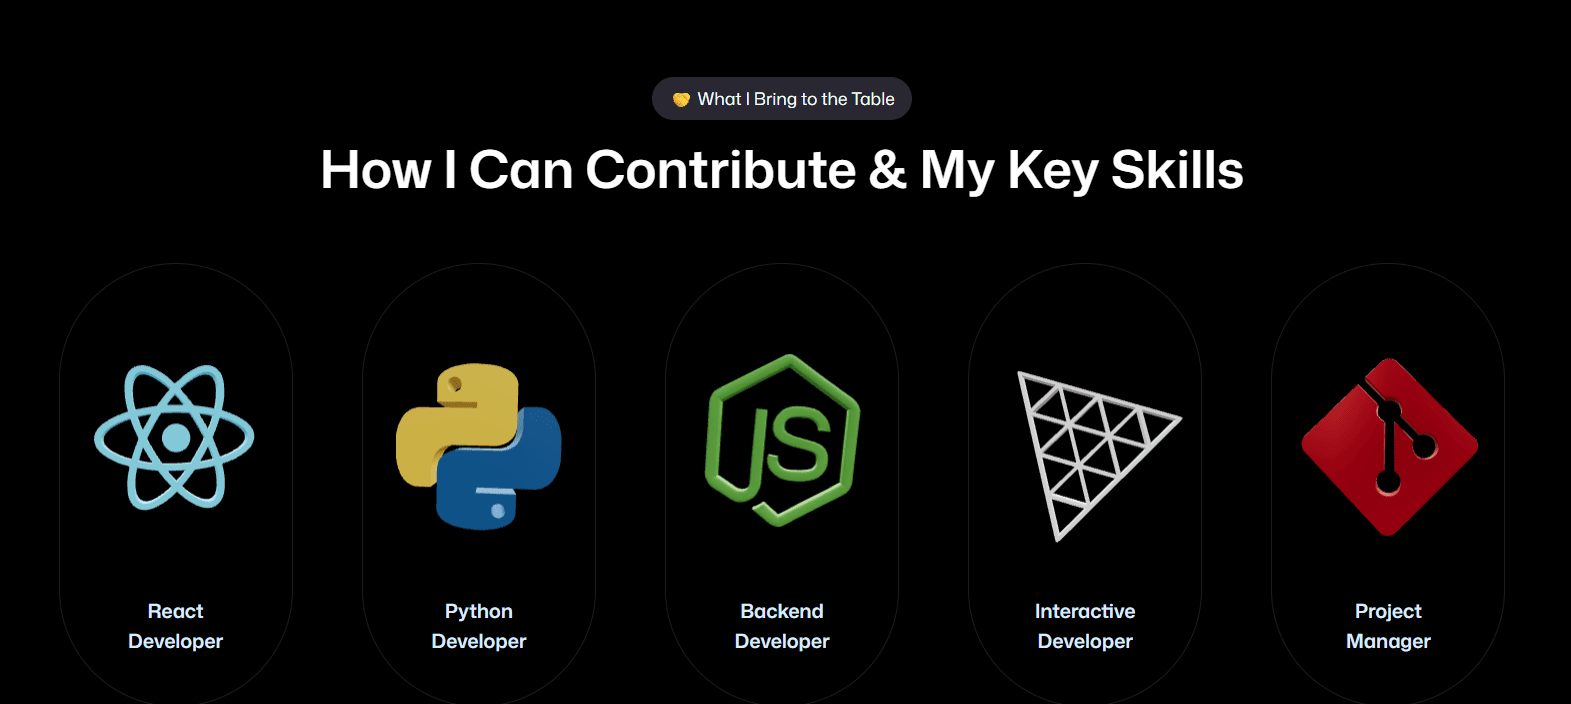 🤝 What I Bring to the Table
How I Can Contribute & My Key Skills
JS
React
Developer
Python
Developer
Backend
Developer
Interactive
Developer
Project
Manager